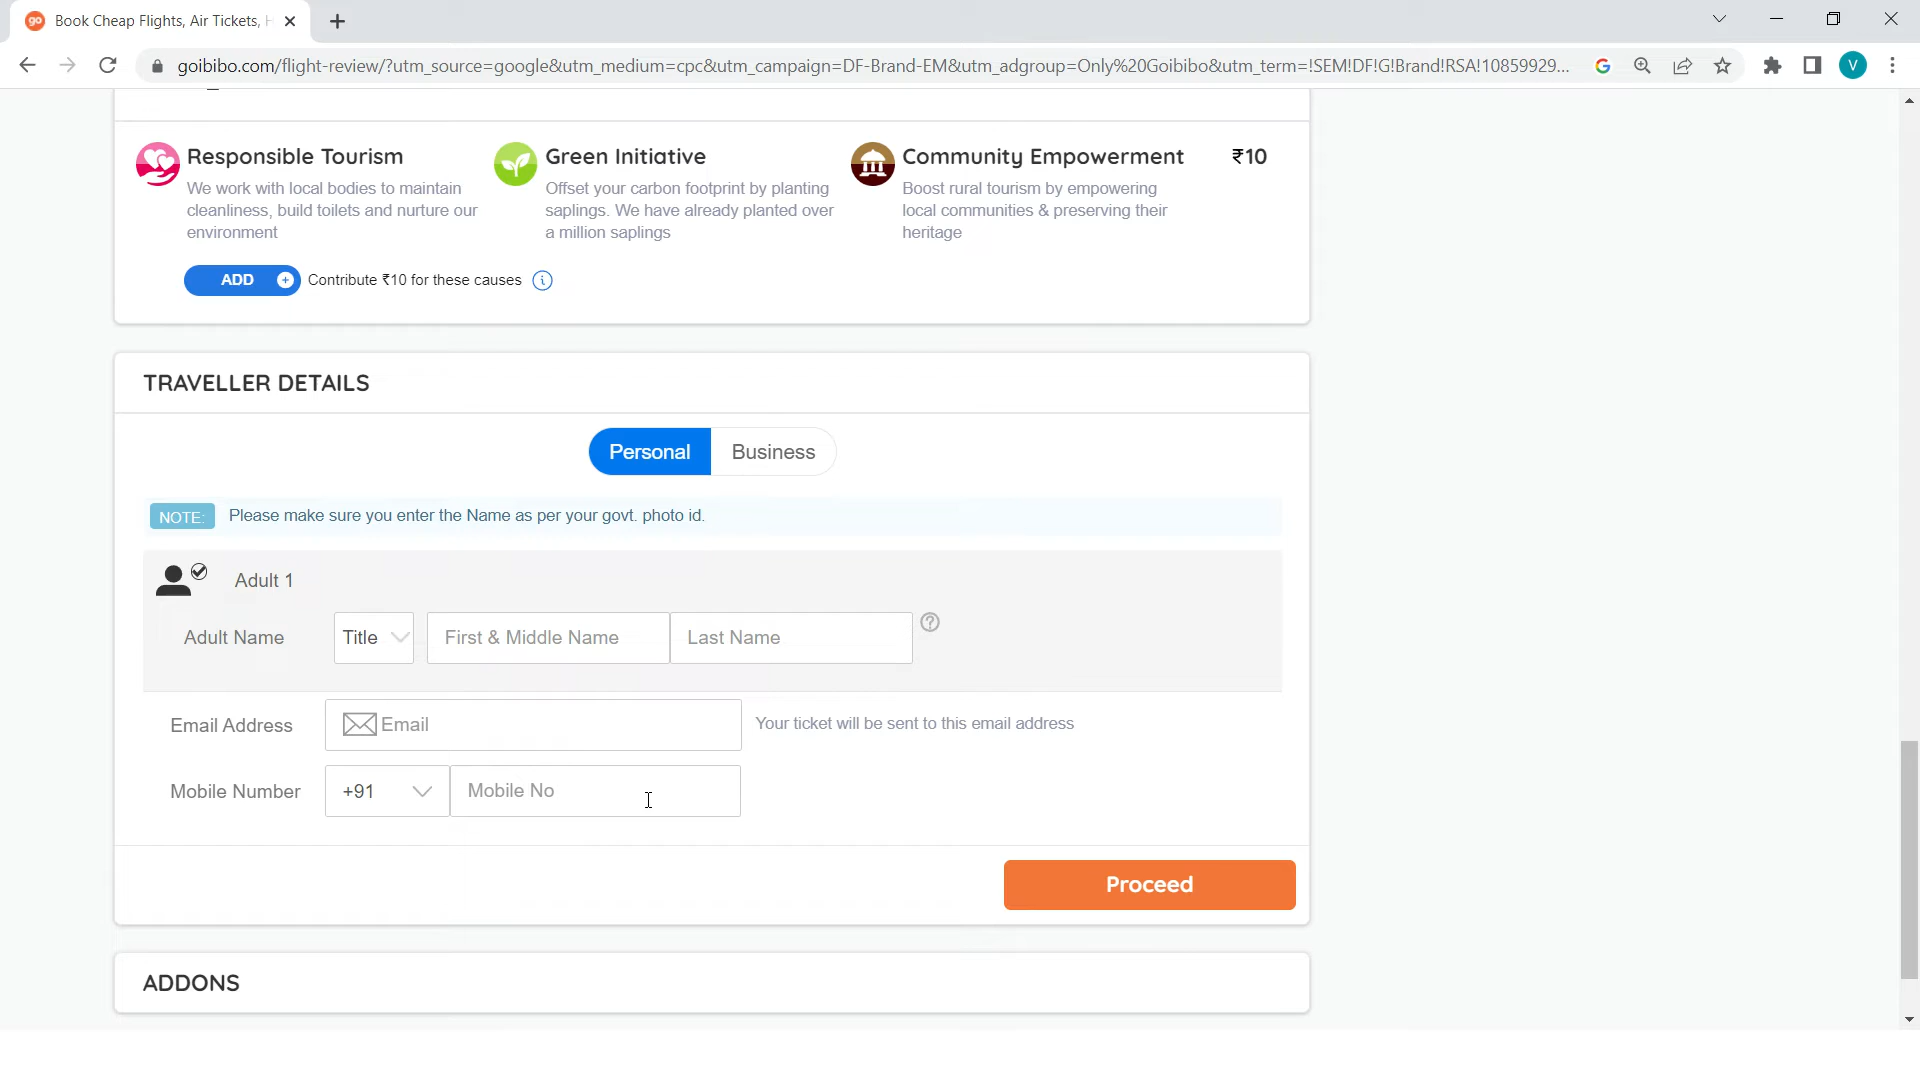 go Book Cheap Flights, Air Tickets,
goibibo.com/flight-review/?utm_source=google&utm_medium=cpc&utm_campaign=DF-Brand-EM&utm_adgroup=Only%20Goibibo&utm_term=!SEM!DF!G!Brand!RSA!10859929... G V
Responsible Tourism
We work with local bodies to maintain
cleanliness, build toilets and nurture our
environment
Green Initiative
Offset your carbon footprint by planting
saplings. We have already planted over
a million saplings
Community Empowerment
Boost rural tourism by empowering
local communities & preserving their
heritage
₹10
ADD Contribute ₹10 for these causes i
TRAVELLER DETAILS
Personal Business
NOTE: Please make sure you enter the Name as per your govt. photo id.
Adult 1
Adult Name Title First & Middle Name Last Name ?
Email Address Email Your ticket will be sent to this email address
Mobile Number +91 Mobile No
Proceed
ADDONS